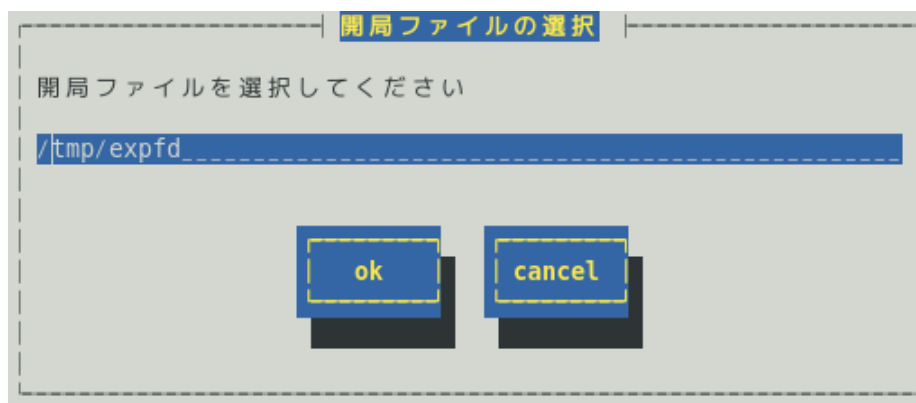 開局ファイルの選択
開局ファイルを選択してください
/tmp/expfd__________________________________________________
ok
cancel